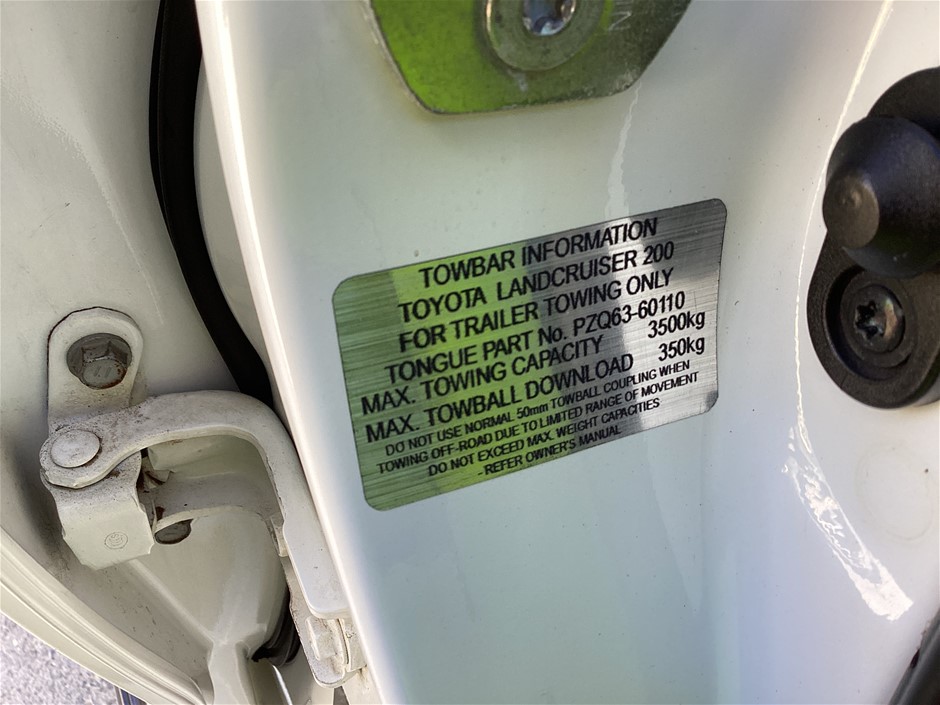 TOWBAR INFORMATION
TOYOTA LANDCRUISER 200
FOR TRAILER TOWING ONLY
TONGUE PART No. PZQ63-60110
MAX. TOWING CAPACITY 3500kg
MAX. TOWBALL DOWNLOAD 350kg
DO NOT USE NORMAL 50mm TOWBALL COUPLING WHEN
TOWING OFF-ROAD DUE TO LIMITED RANGE OF MOVEMENT
DO NOT EXCEED MAX. WEIGHT CAPACITIES
- REFER OWNER'S MANUAL